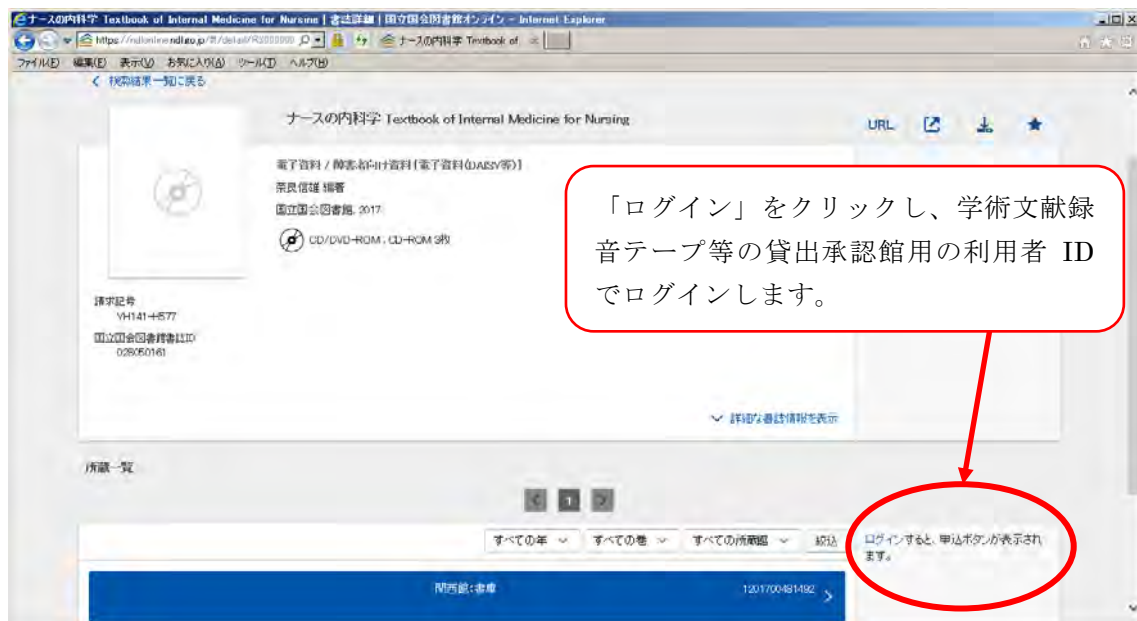 ナースの内科学 Textbook of Internal Medicine for Nursing | 書誌詳細 | 国立国会図書館オンライン - Internet Explorer
ナースの内科学 Textbook of
ファイル(F) 編集(E) 表示(V) お気に入り(A) ツール(T) ヘルプ(H)
検索結果一覧に戻る
ナースの内科学 Textbook of Internal Medicine for Nursing
URL
電子資料 / 障害者向け資料 [電子資料(DAISY等)]
奈良信雄 編著
国立国会図書館, 2017
CD/DVD-ROM ; CD-ROM 3枚
「ログイン」をクリックし、学術文献録
音テープ等の貸出承認館用の利用者 ID
でログインします。
請求記号
YH141-H577
国立国会図書館書誌ID
028050161
詳細な書誌情報を表示
所蔵一覧
< 1 >
すべての年 すべての巻 すべての所蔵館 絞込
ログインすると、申込ボタンが表示され
ます。
関西館:書庫 1201700481492